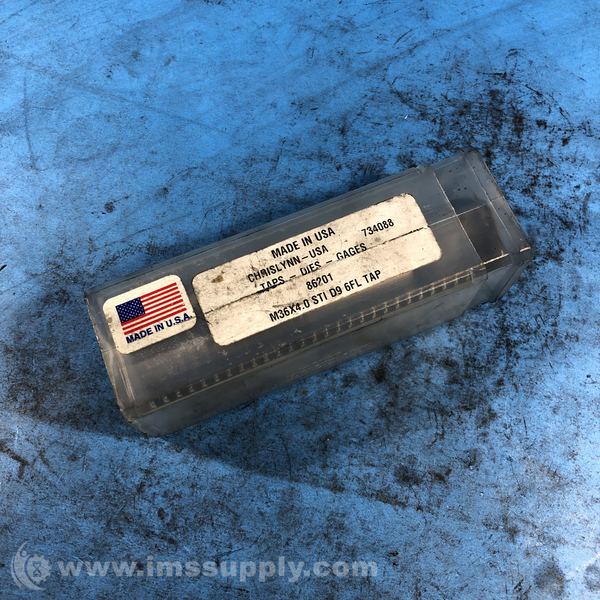 MADE IN USA
CHRISLYNN-USA 734088
TAPS - DIES - GAGES
86201
M36X4.0 STI D9 6FL TAP
MADE IN U.S.A.
www.imssupply.com